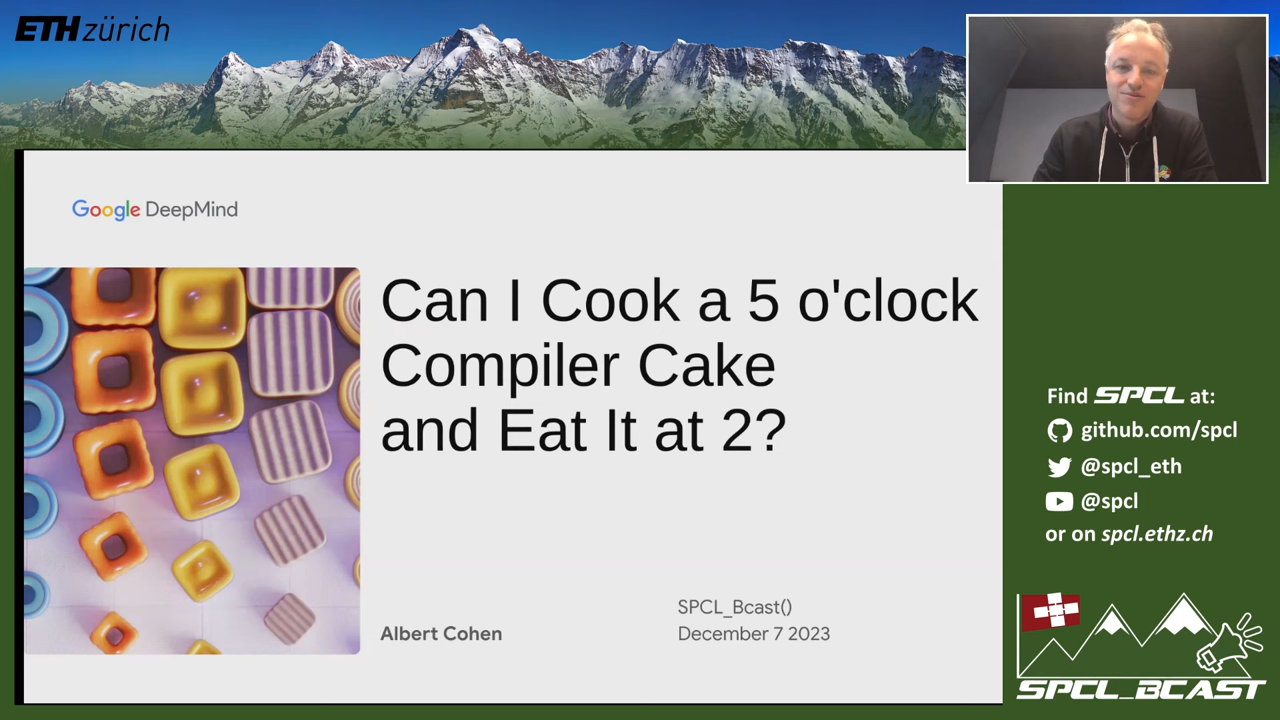 ETH zürich
Google DeepMind
Can I Cook a 5 o'clock
Compiler Cake
and Eat It at 2?
SPCL_Bcast()
Albert Cohen
December 7 2023
Find SPCL at:
github.com/spcl
@spcl_eth
@spcl
or on spcl.ethz.ch
SPCL_BCAST